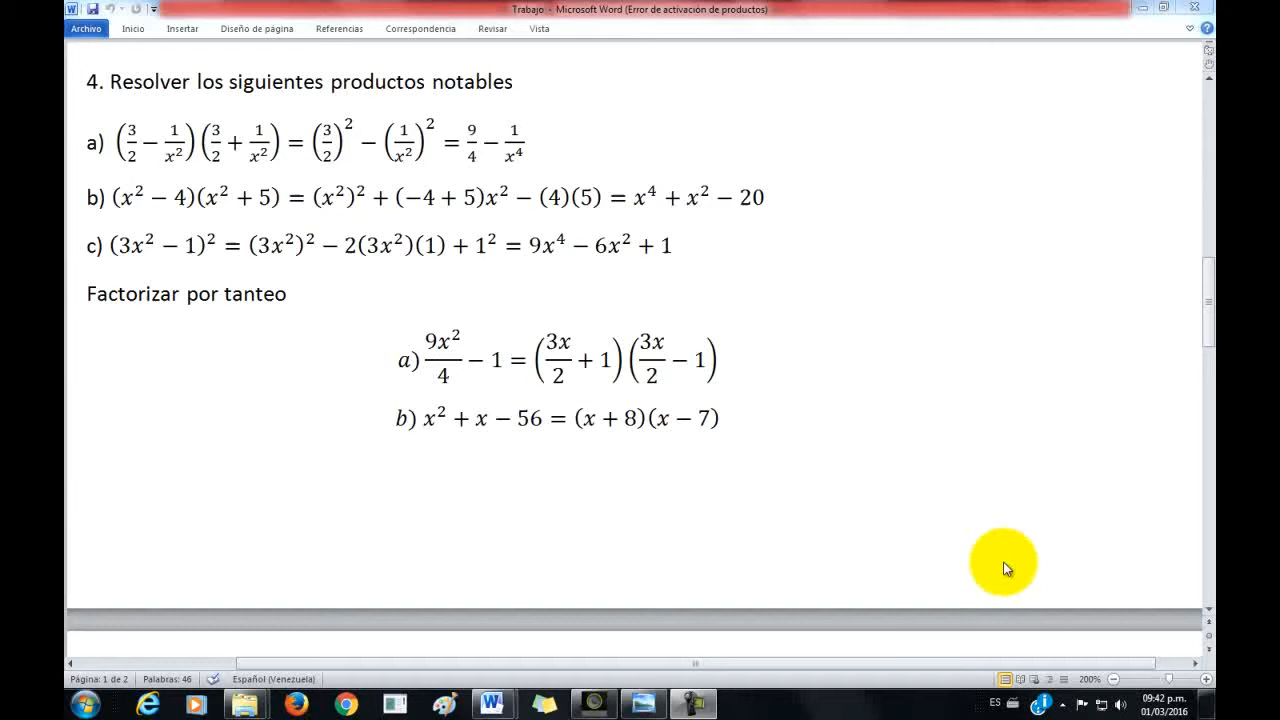 Trabajo - Microsoft Word (Error de activación de productos)
Archivo Inicio Insertar Diseño de página Referencias Correspondencia Revisar Vista
4. Resolver los siguientes productos notables
a) (3/2 − 1/x²)(3/2 + 1/x²) = (3/2)² − (1/x²)² = 9/4 − 1/x⁴
b) (x² − 4)(x² + 5) = (x²)² + (−4 + 5)x² − (4)(5) = x⁴ + x² − 20
c) (3x² − 1)² = (3x²)² − 2(3x²)(1) + 1² = 9x⁴ − 6x² + 1
Factorizar por tanteo
a) 9x²/4 − 1 = (3x/2 + 1)(3x/2 − 1)
b) x² + x − 56 = (x + 8)(x − 7)
Página: 1 de 2 Palabras: 46 Español (Venezuela) 200%
ES 09:42 p.m.
01/03/2016